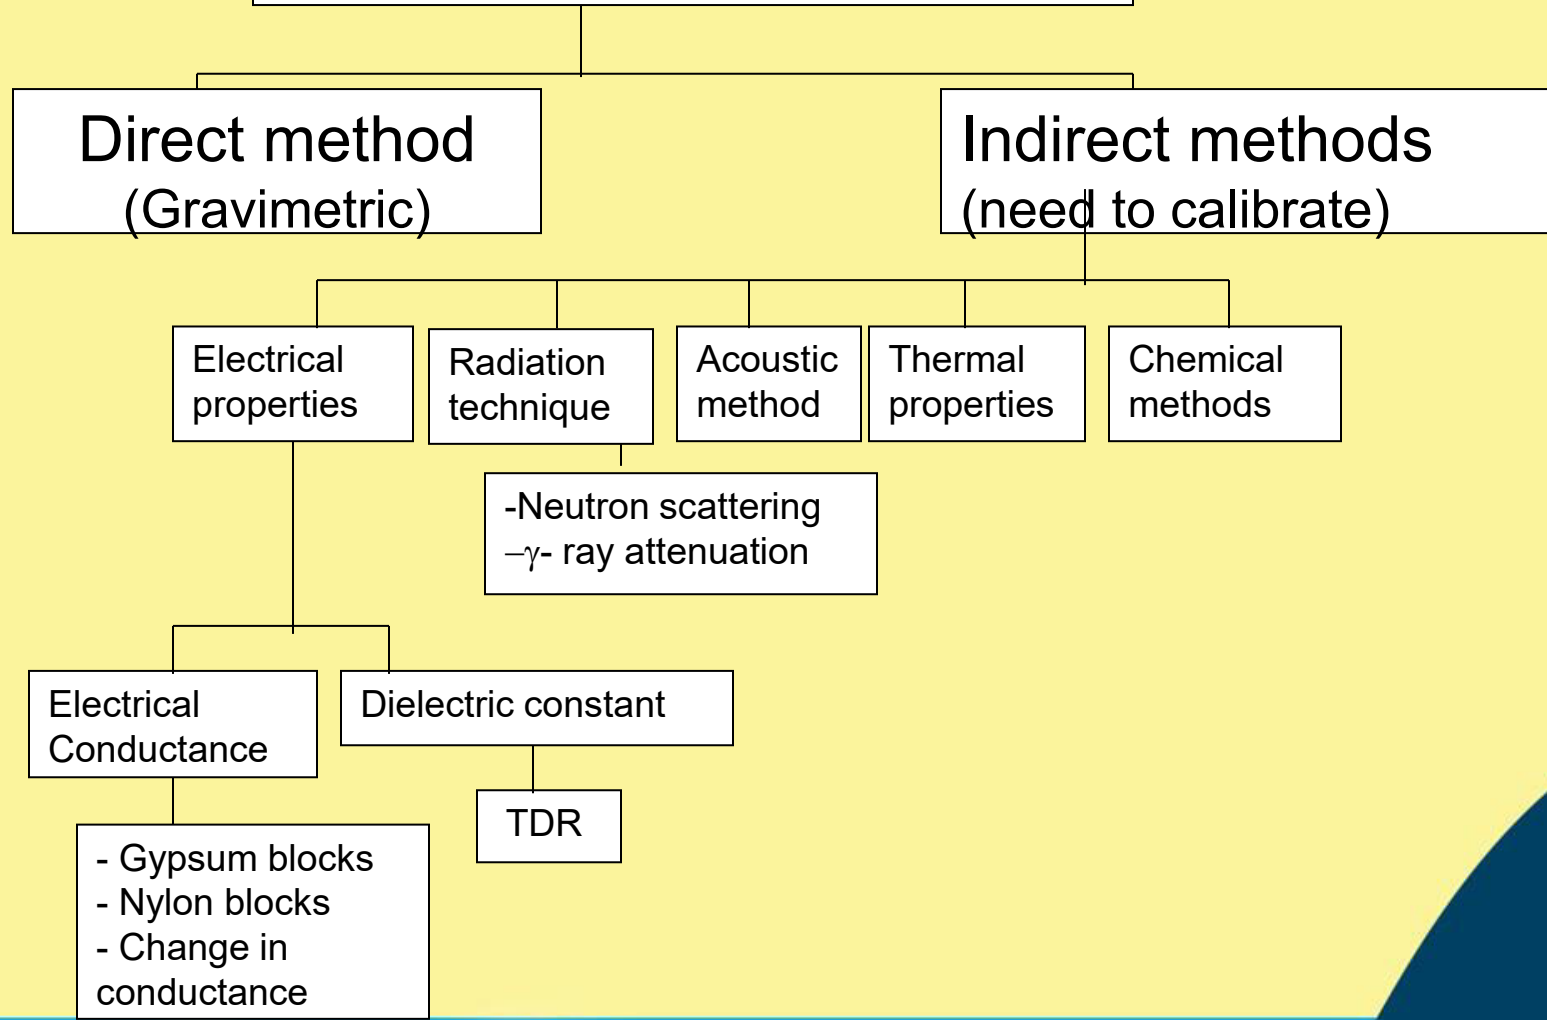 Direct method
(Gravimetric)
Indirect methods
(need to calibrate)
Electrical
properties
Radiation
technique
Acoustic
method
Thermal
properties
Chemical
methods
-Neutron scattering
–γ- ray attenuation
Electrical
Conductance
Dielectric constant
TDR
- Gypsum blocks
- Nylon blocks
- Change in
conductance